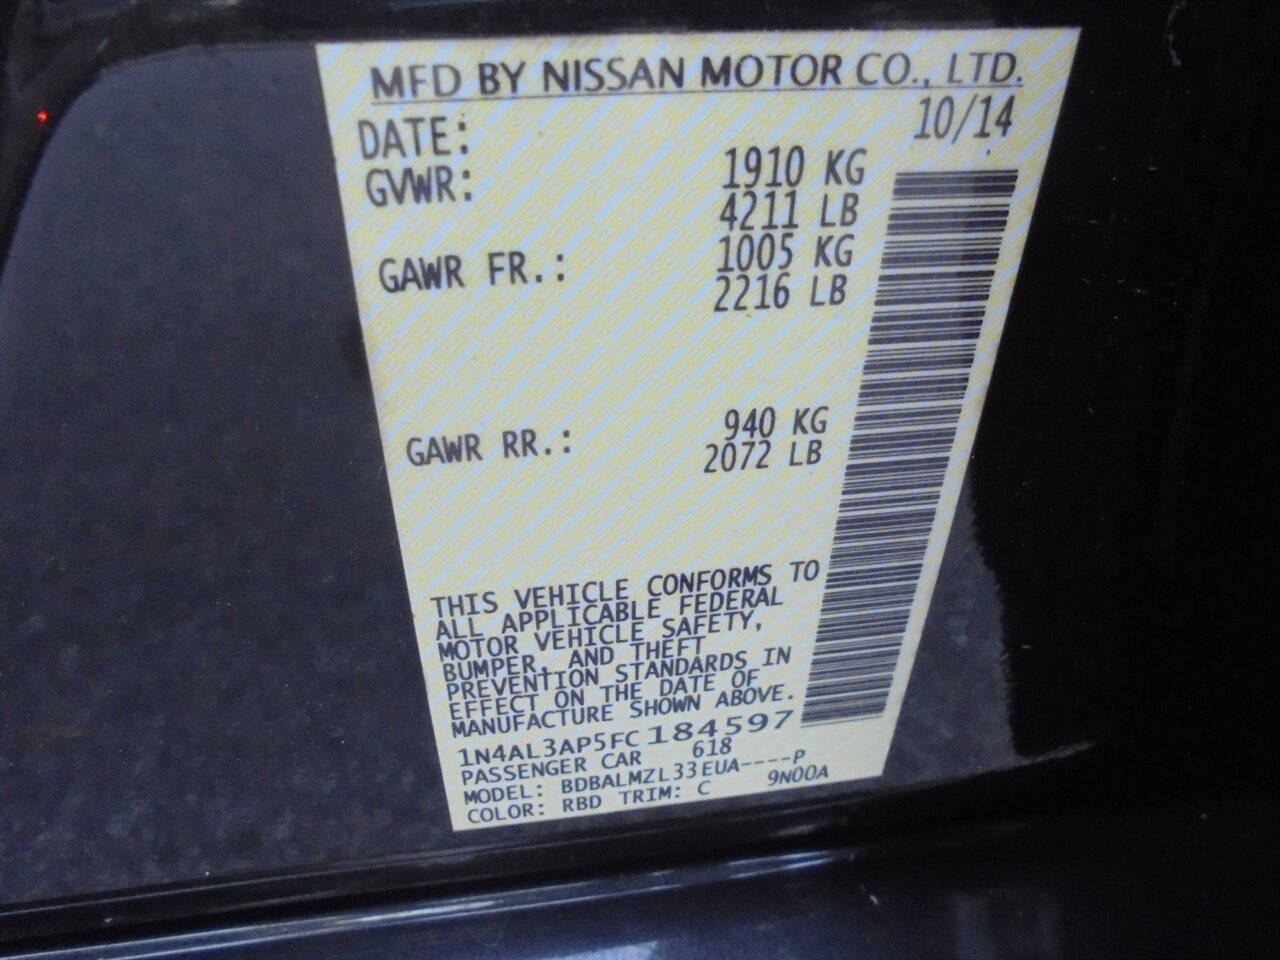 MFD BY NISSAN MOTOR CO., LTD.
DATE: 10/14
GVWR: 1910 KG
4211 LB
GAWR FR.: 1005 KG
2216 LB
GAWR RR.: 940 KG
2072 LB
THIS VEHICLE CONFORMS TO
ALL APPLICABLE FEDERAL
MOTOR VEHICLE SAFETY,
BUMPER, AND THEFT
PREVENTION STANDARDS IN
EFFECT ON THE DATE OF
MANUFACTURE SHOWN ABOVE.
1N4AL3AP5FC184597
PASSENGER CAR 618
MODEL: BDBALMZL33EUA----P
COLOR: RBD TRIM: C 9N00A